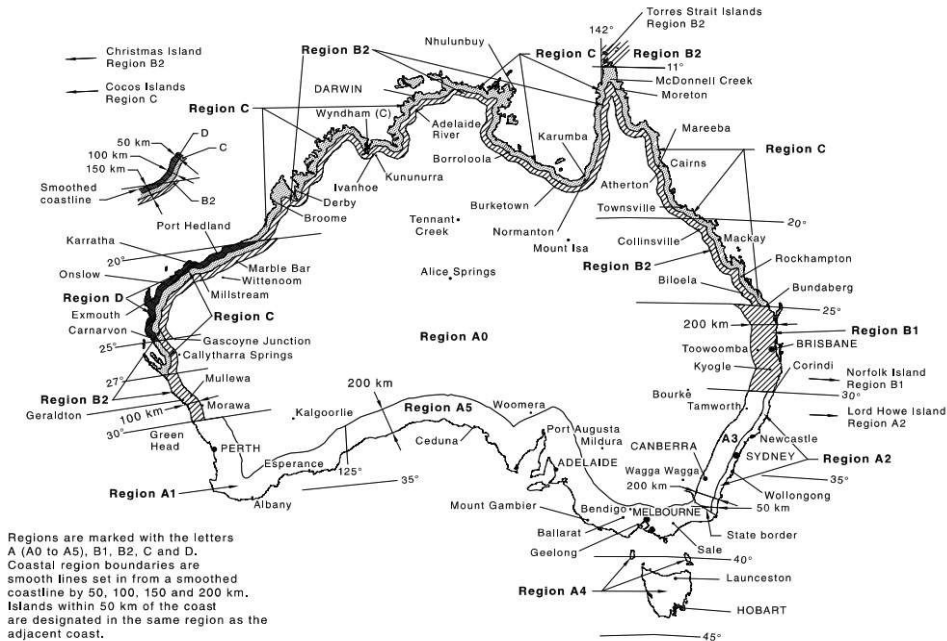 Torres Strait Islands
Region B2
142°
Christmas Island
Region B2
Nhulunbuy
Region B2
Region C
Region B2
11°
Cocos Islands
Region C
DARWIN
McDonnell Creek
Moreton
Region C
Wyndham (C)
D
50 km
C
Adelaide
River
Karumba
Mareeba
100 km
Region C
150 km
Borroloola
Cairns
Smoothed
coastline
B2
Ivanhoe
Kununurra
Atherton
Derby
Broome
Burketown
Townsville
Port Hedland
Tennant
Creek
Normanton
20°
Karratha
Mount Isa
Collinsville
Mackay
20°
Marble Bar
Region B2
Rockhampton
Onslow
Wittenoom
Alice Springs
Biloela
Region D
Millstream
Bundaberg
Exmouth
Region C
25°
Carnarvon
200 km
Region B1
Gascoyne Junction
Region A0
Toowoomba
BRISBANE
25°
Callytharra Springs
Kyogle
Corindi
27°
Mullewa
200 km
Norfolk Island
Region B1
Region B2
Bourke
30°
Geraldton
100 km
Morawa
Region A5
Woomera
Tamworth
Lord Howe Island
Region A2
30°
Kalgoorlie
Green
Head
Port Augusta
A3
Newcastle
PERTH
Ceduna
Mildura
CANBERRA
SYDNEY
Region A2
Esperance
125°
ADELAIDE
Wagga Wagga
35°
35°
200 km
Region A1
Wollongong
Albany
Mount Gambier
Bendigo
MELBOURNE
50 km
Ballarat
State border
Geelong
Sale
Regions are marked with the letters
A (A0 to A5), B1, B2, C and D.
Coastal region boundaries are
smooth lines set in from a smoothed
coastline by 50, 100, 150 and 200 km.
Islands within 50 km of the coast
are designated in the same region as the
adjacent coast.
40°
Launceston
Region A4
HOBART
45°